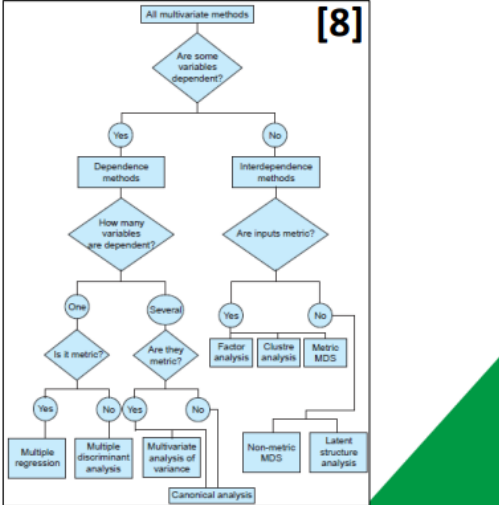 All multivariate methods
[8]
Are some
variables
dependent?
Yes
No
Dependence
methods
Interdependence
methods
How many
variables
are dependent?
Are inputs metric?
One
Several
Yes
No
Is it metric?
Are they
metric?
Factor
analysis
Clustre
analysis
Metric
MDS
Yes
No
Yes
No
Multiple
regression
Multiple
discriminant
analysis
Multivariate
analysis of
variance
Non-metric
MDS
Latent
structure
analysis
Canonical analysis